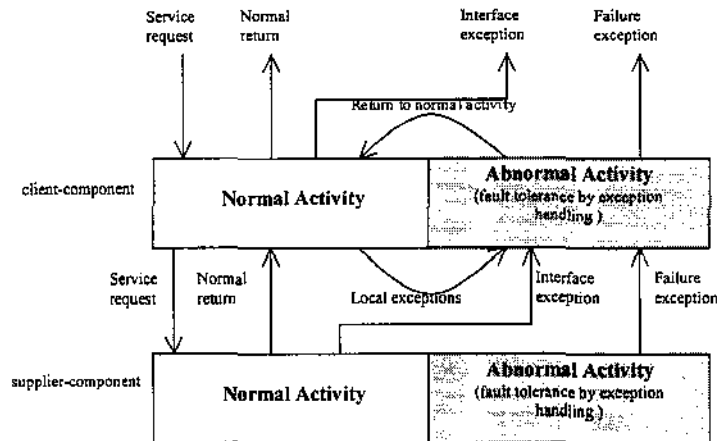 Service request
Normal return
Interface exception
Failure exception
Return to normal activity
client-component
Normal Activity
Abnormal Activity
(fault tolerance by exception
handling )
Service request
Normal return
Local exceptions
Interface exception
Failure exception
supplier-component
Normal Activity
Abnormal Activity
(fault tolerance by exception
handling )